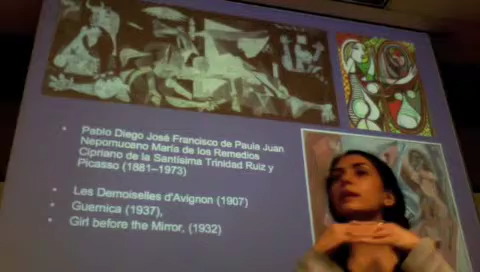 • Pablo Diego José Francisco de Paula Juan
Nepomuceno María de los Remedios
Cipriano de la Santísima Trinidad Ruiz y
Picasso (1881–1973)
• Les Demoiselles d'Avignon (1907)
• Guernica (1937),
• Girl before the Mirror, (1932)